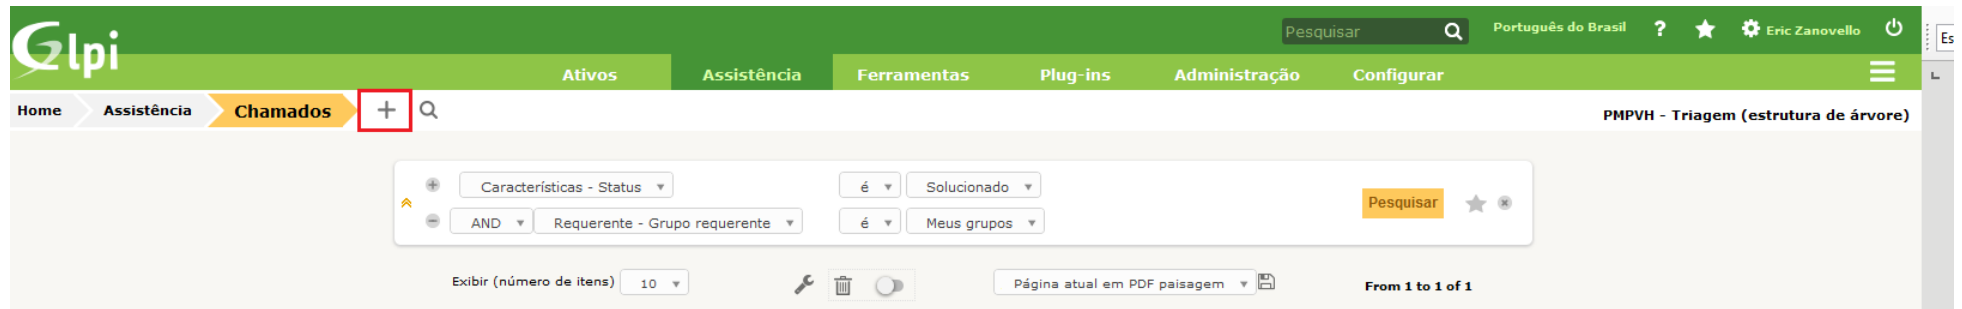 Glpi
Pesquisar Português do Brasil ? Eric Zanovello
Es
Ativos Assistência Ferramentas Plug-ins Administração Configurar
Home Assistência Chamados + PMPVH - Triagem (estrutura de árvore)
Características - Status é Solucionado Pesquisar
AND Requerente - Grupo requerente é Meus grupos
Exibir (número de itens) 10 Página atual em PDF paisagem From 1 to 1 of 1